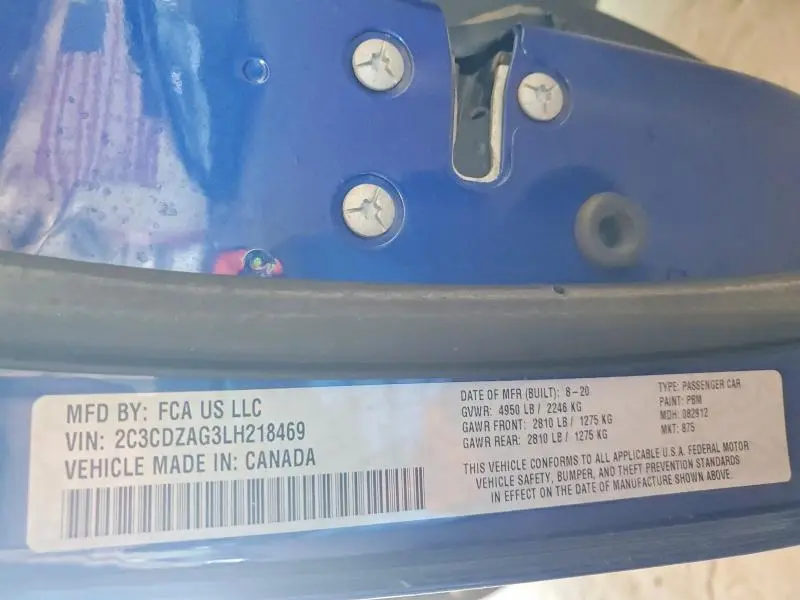 MFD BY: FCA US LLC
VIN: 2C3CDZAG3LH218469
VEHICLE MADE IN: CANADA
DATE OF MFR (BUILT): 8-20
GVWR: 4950 LB / 2246 KG
GAWR FRONT: 2810 LB / 1275 KG
GAWR REAR: 2810 LB / 1275 KG
TYPE: PASSENGER CAR
PAINT: PBM
MDH: 082912
MKT: 875
THIS VEHICLE CONFORMS TO ALL APPLICABLE U.S.A. FEDERAL MOTOR
VEHICLE SAFETY, BUMPER, AND THEFT PREVENTION STANDARDS
IN EFFECT ON THE DATE OF MANUFACTURE SHOWN ABOVE.